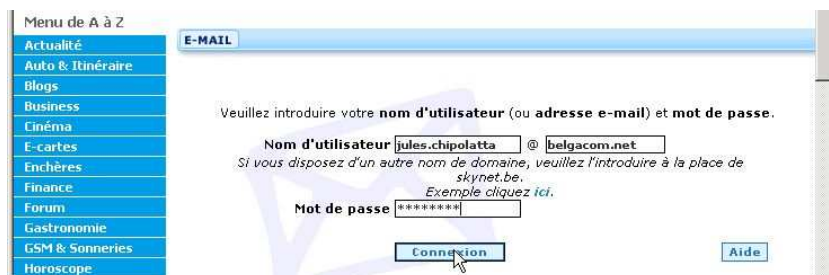 Menu de A à Z
Actualité
Auto & Itinéraire
Blogs
Business
Cinéma
E-cartes
Enchères
Finance
Forum
Gastronomie
GSM & Sonneries
Horoscope
E-MAIL
Veuillez introduire votre nom d'utilisateur (ou adresse e-mail) et mot de passe.
Nom d'utilisateur jules.chipolatta @ belgacom.net
Si vous disposez d'un autre nom de domaine, veuillez l'introduire à la place de
skynet.be.
Exemple cliquez ici.
Mot de passe ********
Connexion Aide